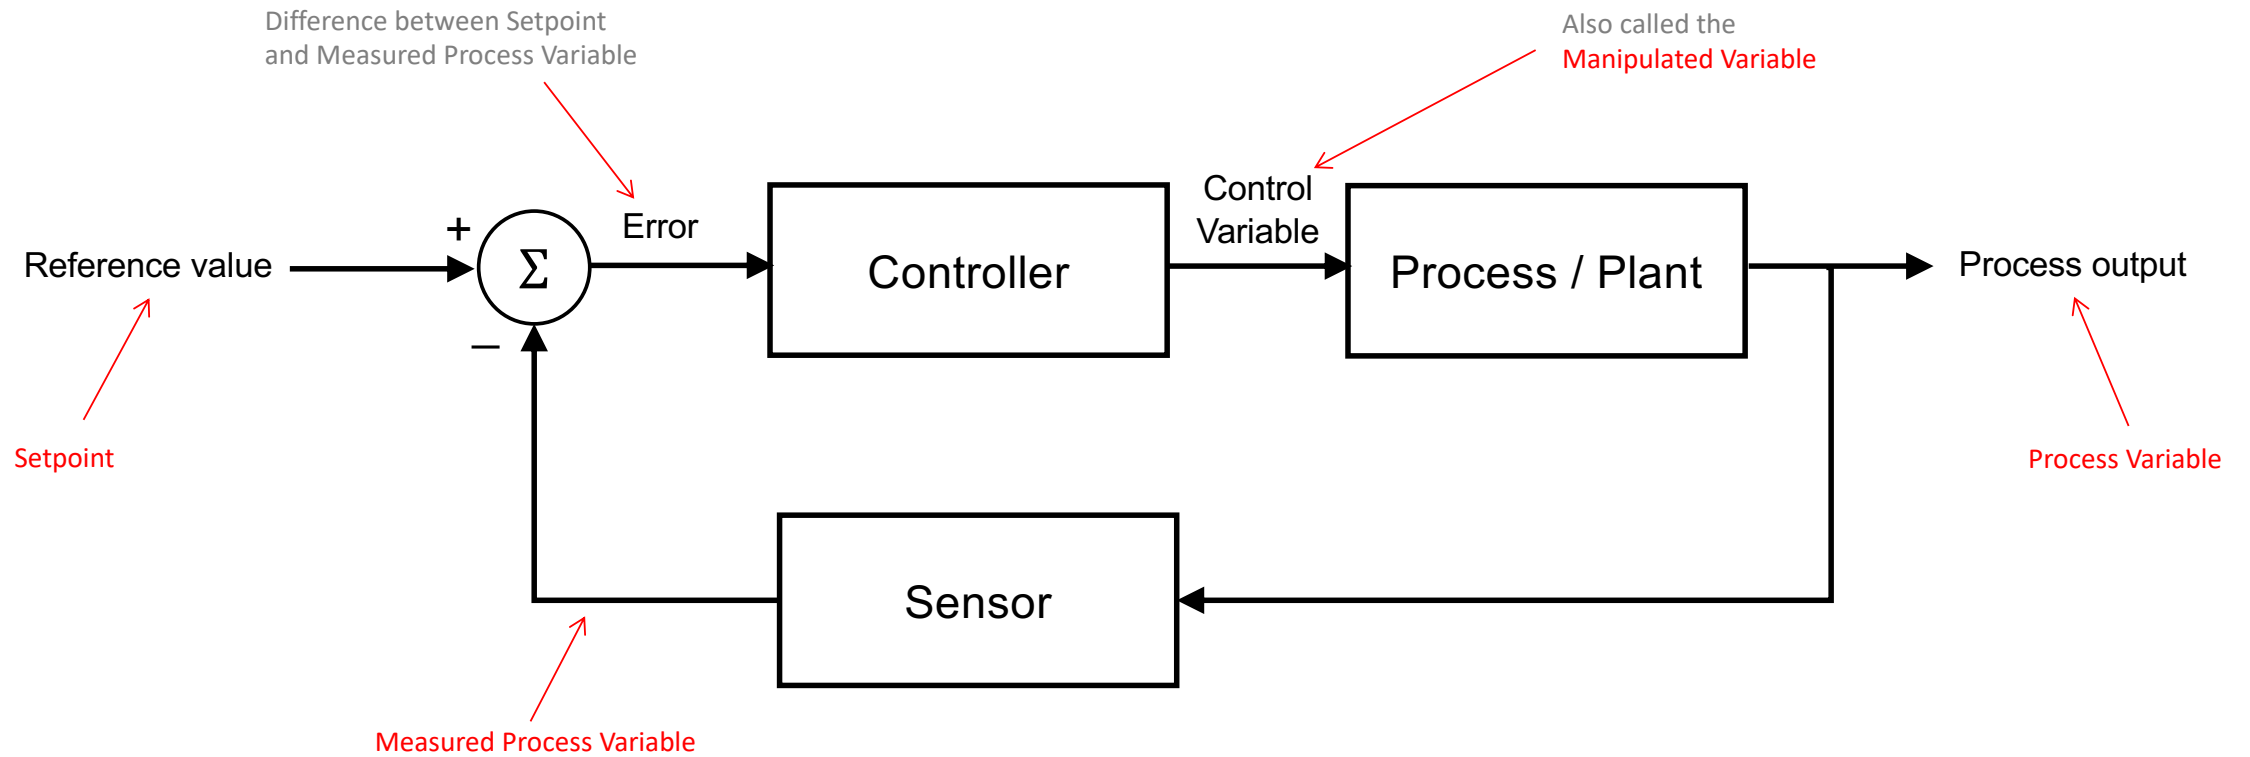 Difference between Setpoint
and Measured Process Variable
Also called the
Manipulated Variable
Control
Variable
+
Error
Reference value
Σ
Controller
Process / Plant
Process output
–
Setpoint
Process Variable
Sensor
Measured Process Variable